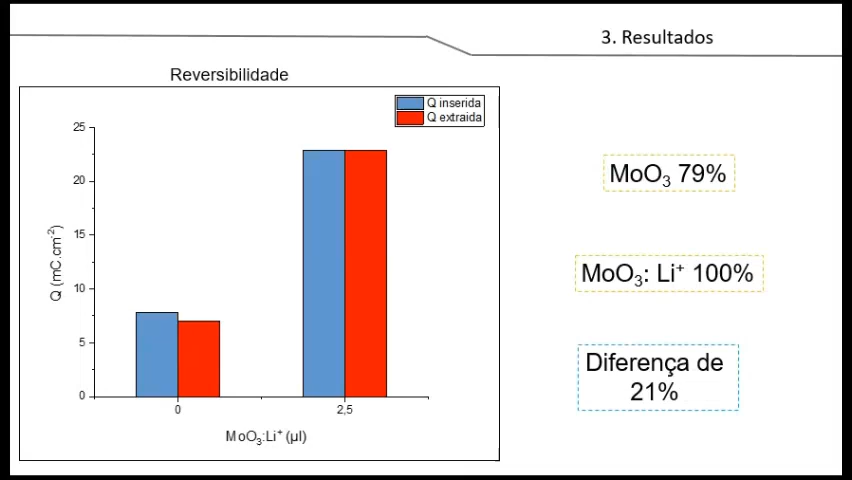 3. Resultados
Reversibilidade
Q inserida
Q extraida
25
20
15
10
5
0
Q (mC.cm⁻²)
0
2,5
MoO₃:Li⁺ (µl)
MoO₃ 79%
MoO₃: Li⁺ 100%
Diferença de
21%